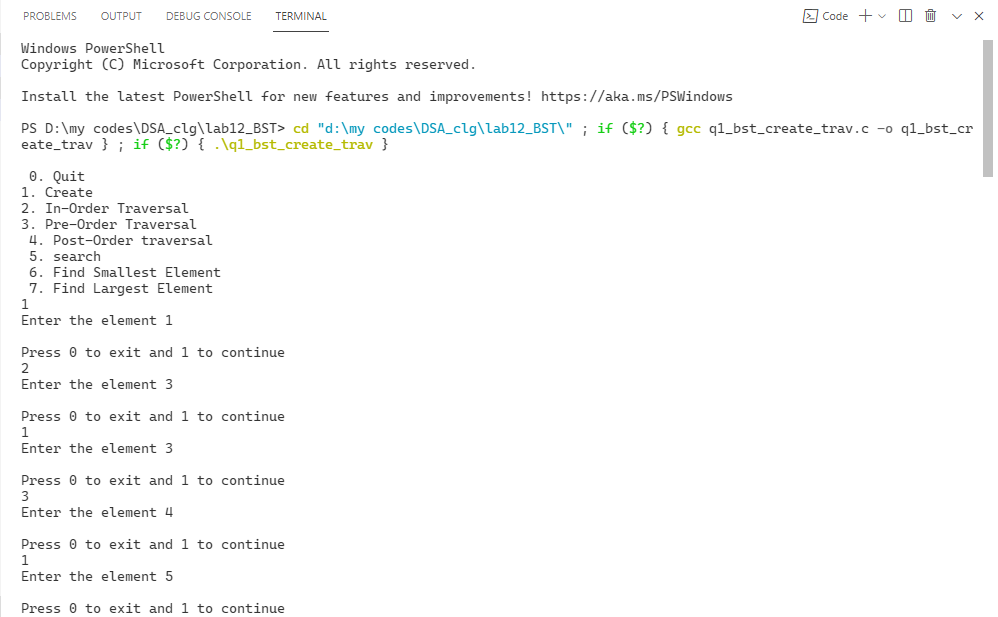 PROBLEMS OUTPUT DEBUG CONSOLE TERMINAL Code
Windows PowerShell
Copyright (C) Microsoft Corporation. All rights reserved.
Install the latest PowerShell for new features and improvements! https://aka.ms/PSWindows
PS D:\my codes\DSA_clg\lab12_BST> cd "d:\my codes\DSA_clg\lab12_BST\" ; if ($?) { gcc q1_bst_create_trav.c -o q1_bst_cr
eate_trav } ; if ($?) { .\q1_bst_create_trav }
0. Quit
1. Create
2. In-Order Traversal
3. Pre-Order Traversal
4. Post-Order traversal
5. search
6. Find Smallest Element
7. Find Largest Element
1
Enter the element 1
Press 0 to exit and 1 to continue
2
Enter the element 3
Press 0 to exit and 1 to continue
1
Enter the element 3
Press 0 to exit and 1 to continue
3
Enter the element 4
Press 0 to exit and 1 to continue
1
Enter the element 5
Press 0 to exit and 1 to continue